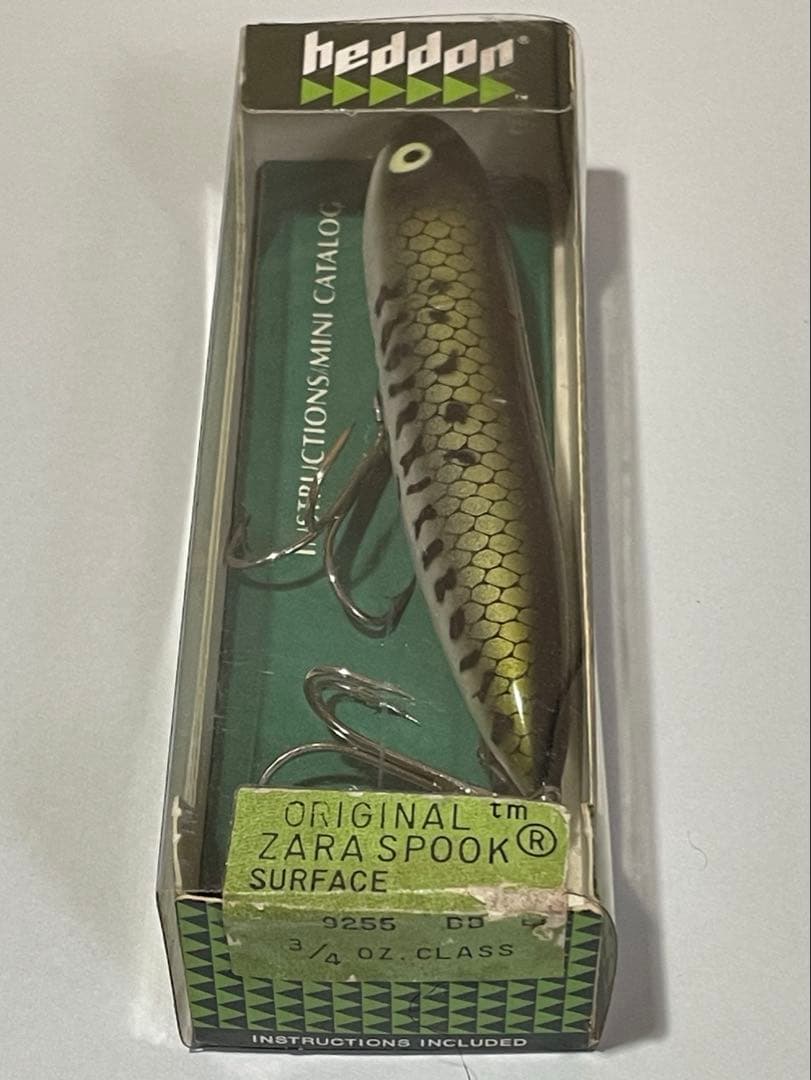 heddon®
INSTRUCTIONS/MINI CATALOG
ORIGINAL tm
ZARA SPOOK®
SURFACE
9255
3/4 OZ. CLASS
INSTRUCTIONS INCLUDED